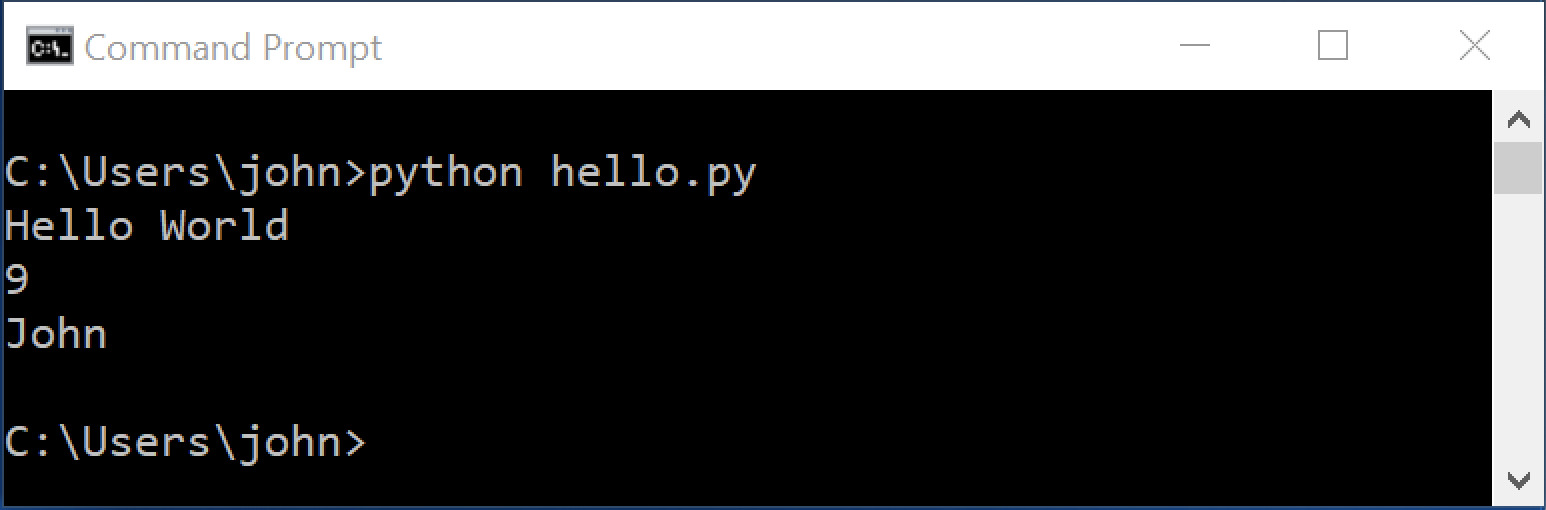 Command Prompt
C:\Users\john>python hello.py
Hello World
9
John
C:\Users\john>